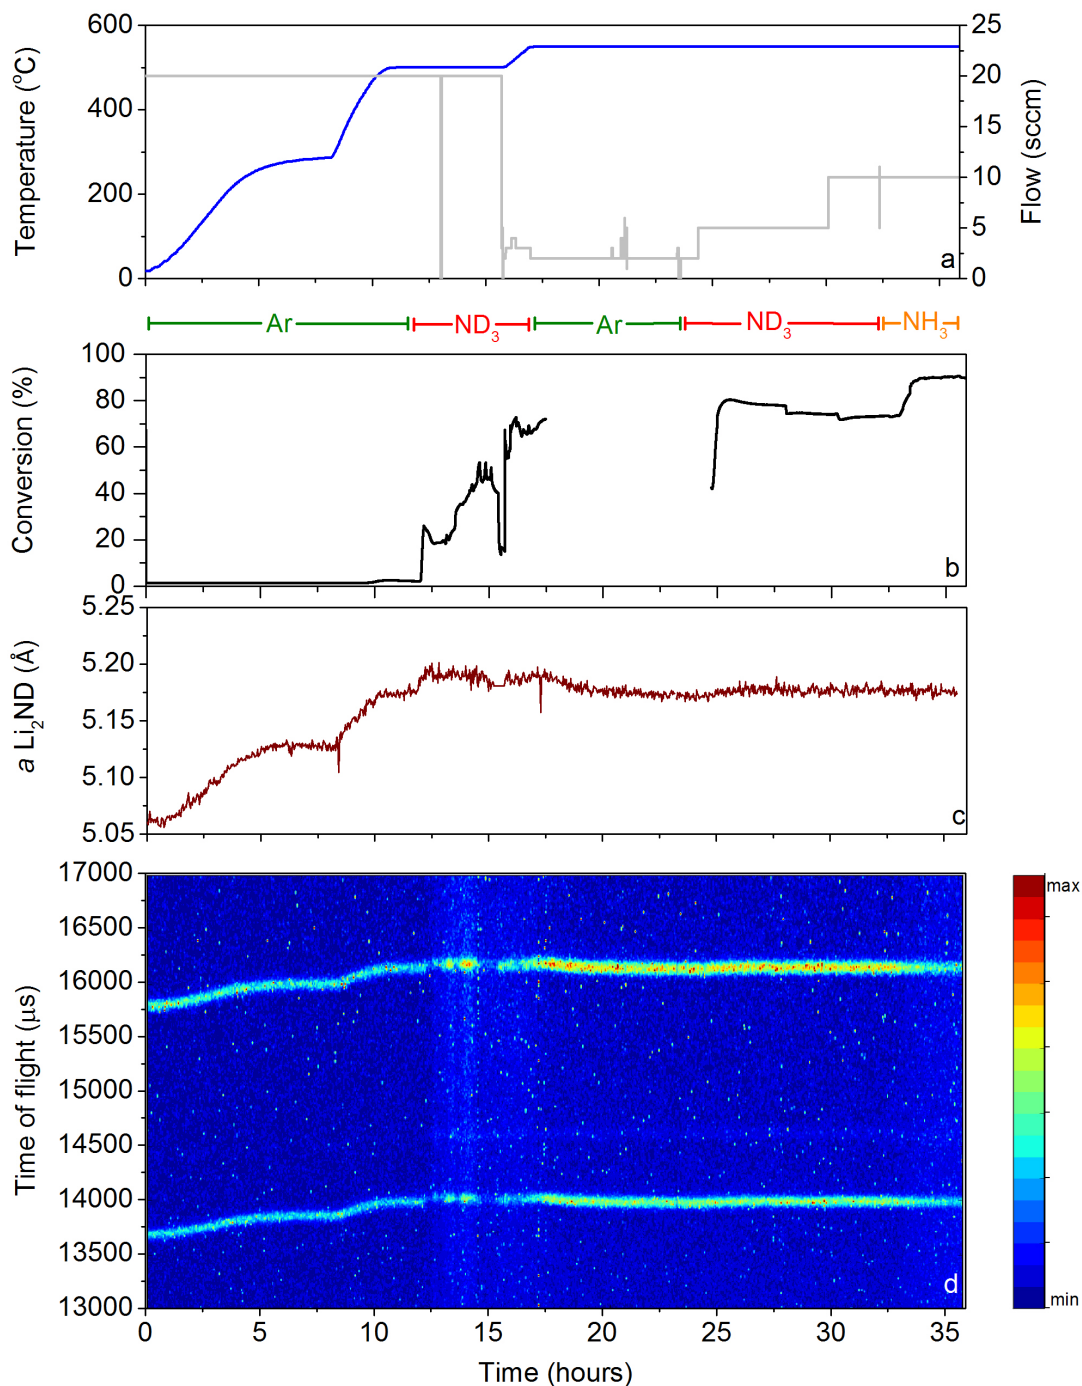 600
400
200
0
Temperature (°C)
25
20
15
10
5
0
Flow (sccm)
a
Ar
ND3
Ar
ND3
NH3
100
80
60
40
20
0
Conversion (%)
b
5.25
5.20
5.15
5.10
5.05
a Li2ND (Å)
c
17000
16500
16000
15500
15000
14500
14000
13500
13000
Time of flight (μs)
d
max
min
0 5 10 15 20 25 30 35
Time (hours)